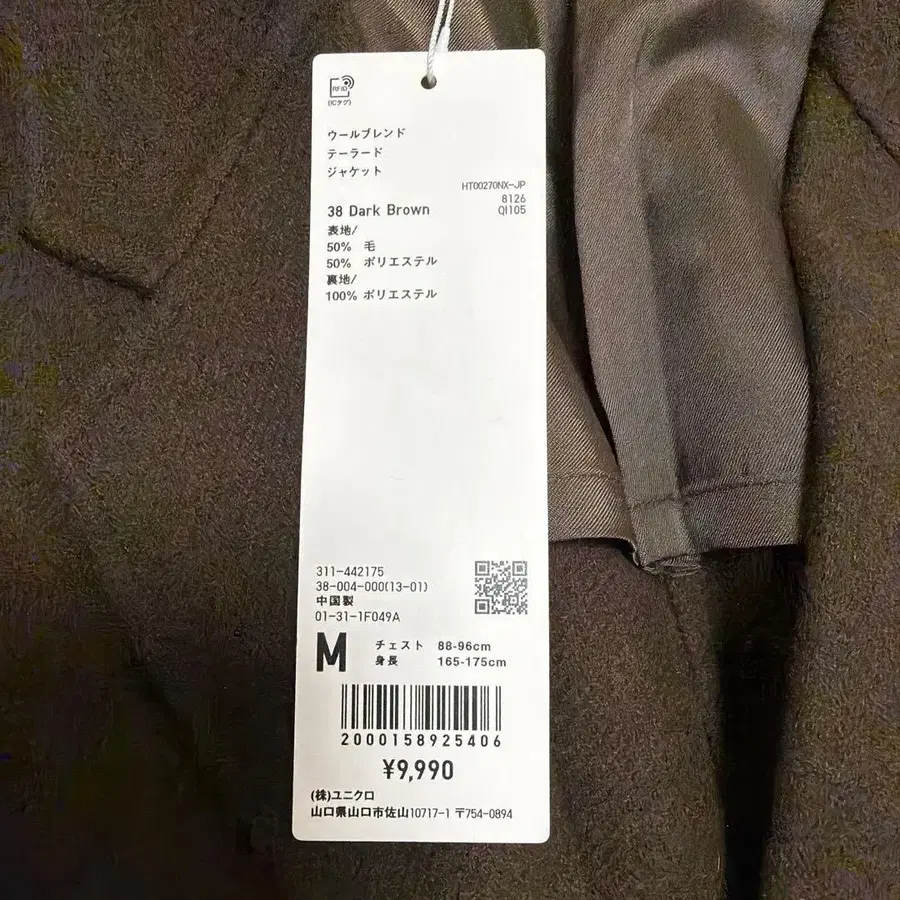 RFID
(ICタグ)
ウールブレンド
テーラード
ジャケット
HT00270NX-JP
8126
QI105
38 Dark Brown
表地/
50% 毛
50% ポリエステル
裏地/
100% ポリエステル
311-442175
38-004-000(13-01)
中国製
01-31-1F049A
M
チェスト 88-96cm
身長 165-175cm
2000158925406
¥9,990
(株)ユニクロ
山口県山口市佐山10717-1 〒754-0894